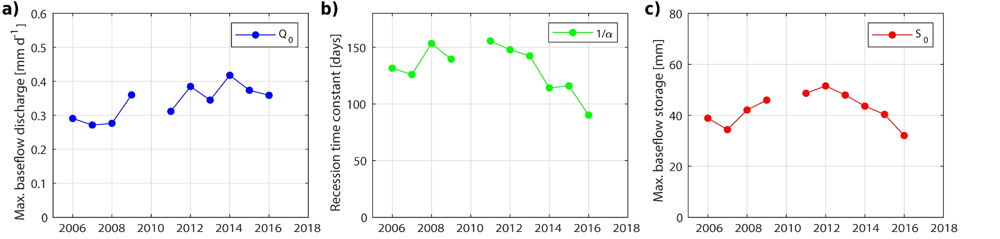 a)
Max. baseflow discharge [mm d-1]
0.6
0.5
0.4
0.3
0.2
0.1
0
2006 2008 2010 2012 2014 2016 2018
Q0
b)
Recession time constant [days]
150
100
50
0
2006 2008 2010 2012 2014 2016 2018
1/α
c)
Max. baseflow storage [mm]
80
60
40
20
0
2006 2008 2010 2012 2014 2016 2018
S0